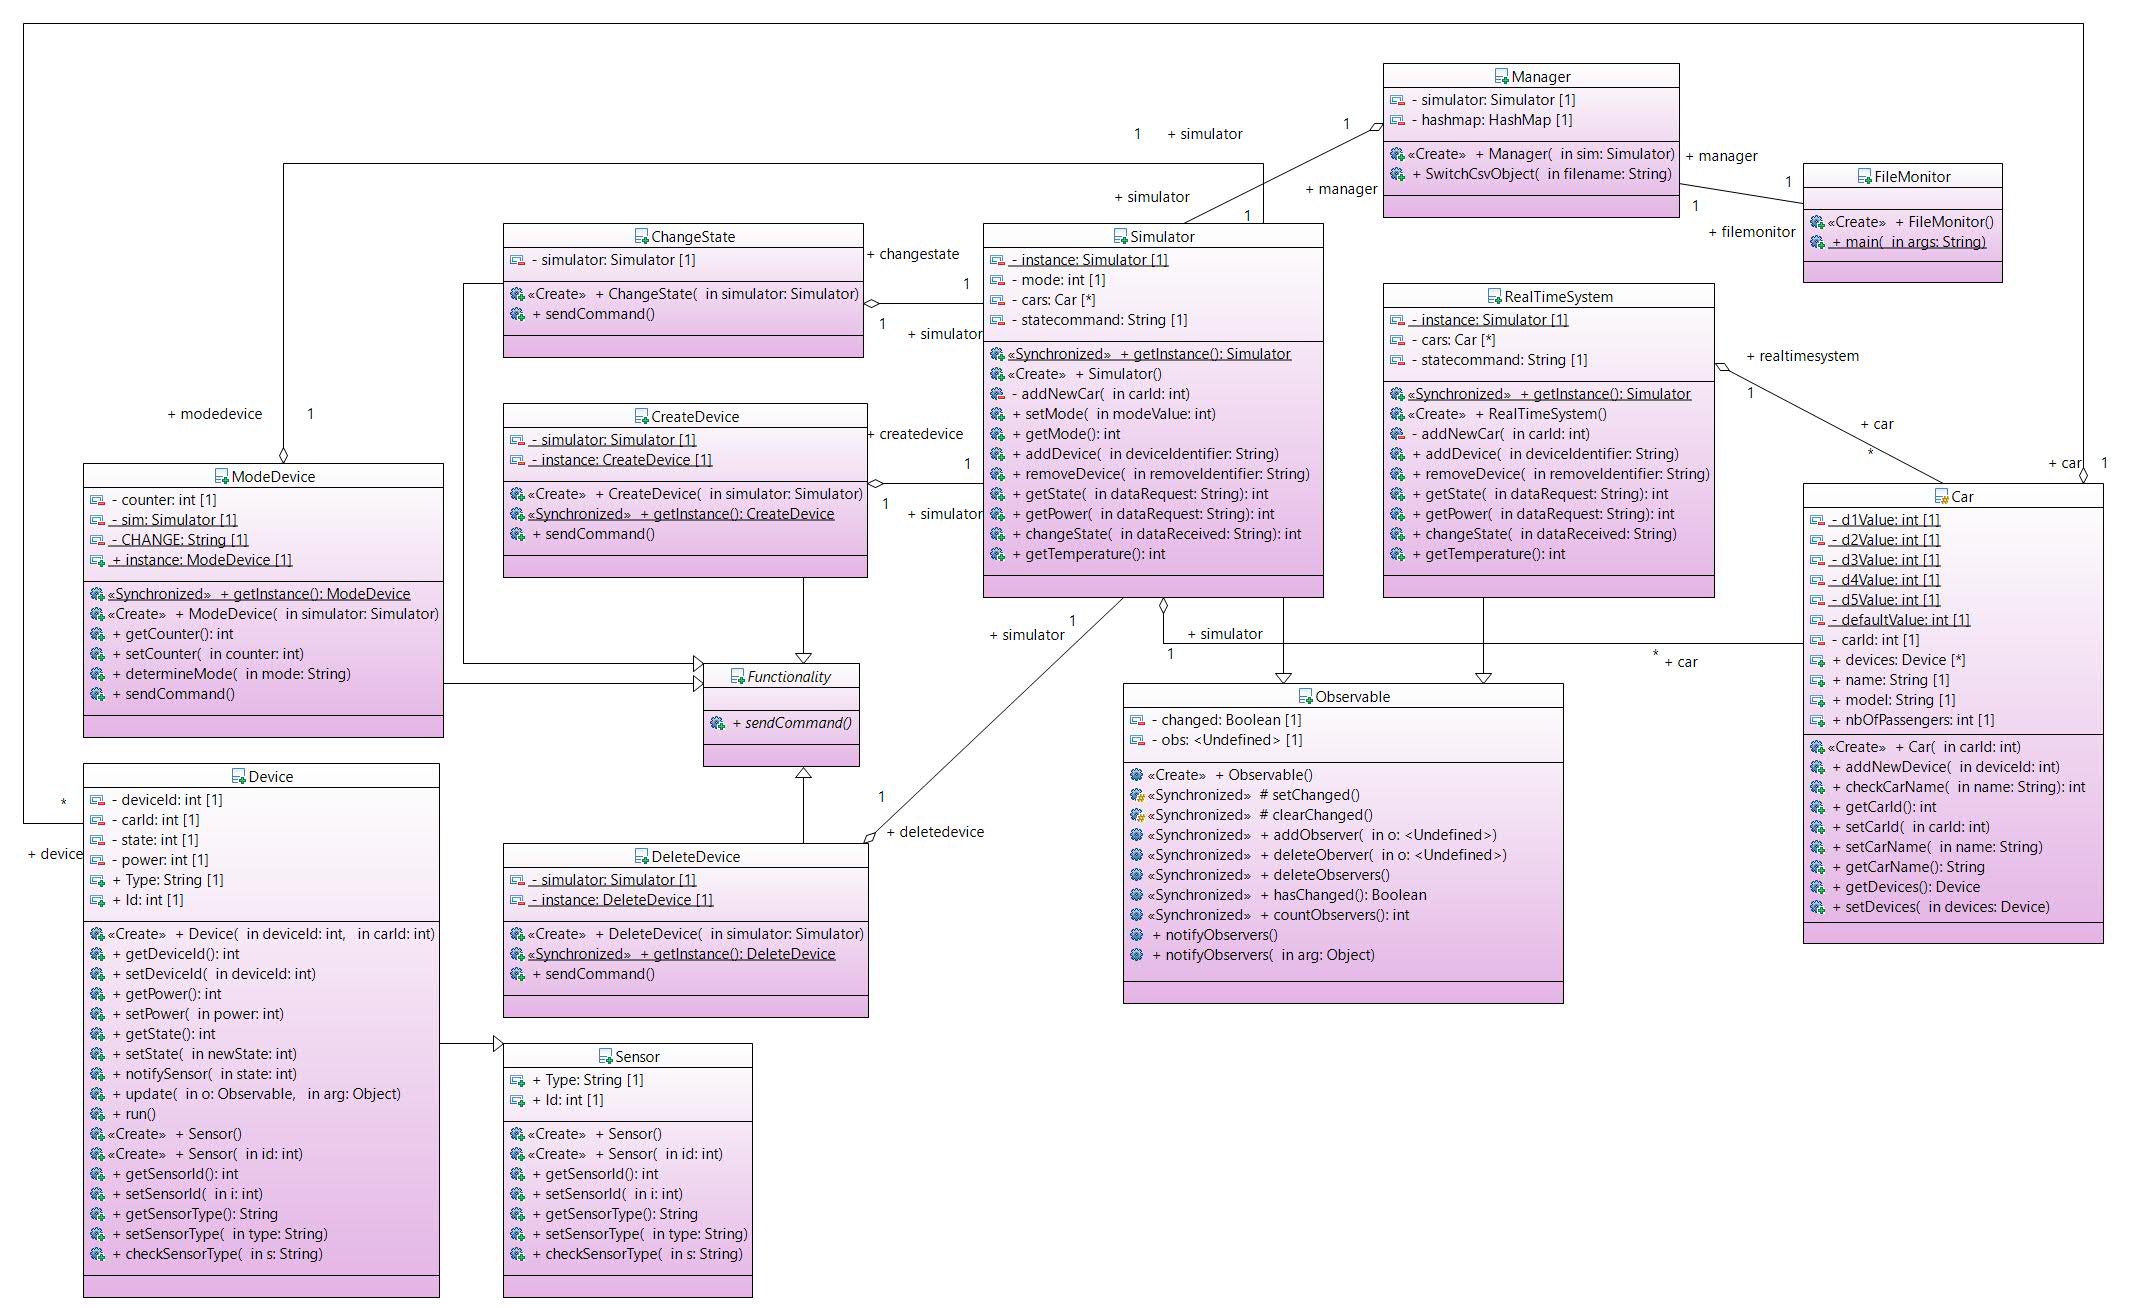 Manager
- simulator: Simulator [1]
- hashmap: HashMap [1]
«Create» + Manager( in sim: Simulator)
+ SwitchCsvObject( in filename: String)
1
1 + simulator
+ simulator
+ manager
1
+ manager
1
1
+ filemonitor
FileMonitor
«Create» + FileMonitor()
+ main( in args: String)
ChangeState
- simulator: Simulator [1]
«Create» + ChangeState( in simulator: Simulator)
+ sendCommand()
+ changestate
1
1
+ simulator
Simulator
- instance: Simulator [1]
- mode: int [1]
- cars: Car [*]
- statecommand: String [1]
«Synchronized» + getInstance(): Simulator
«Create» + Simulator()
- addNewCar( in carId: int)
+ setMode( in modeValue: int)
+ getMode(): int
+ addDevice( in deviceIdentifier: String)
+ removeDevice( in removeIdentifier: String)
+ getState( in dataRequest: String): int
+ getPower( in dataRequest: String): int
+ changeState( in dataReceived: String): int
+ getTemperature(): int
RealTimeSystem
- instance: Simulator [1]
- cars: Car [*]
- statecommand: String [1]
«Synchronized» + getInstance(): Simulator
«Create» + RealTimeSystem()
- addNewCar( in carId: int)
+ addDevice( in deviceIdentifier: String)
+ removeDevice( in removeIdentifier: String)
+ getState( in dataRequest: String): int
+ getPower( in dataRequest: String): int
+ changeState( in dataReceived: String)
+ getTemperature(): int
+ realtimesystem
1
+ car
*
+ car 1
CreateDevice
- simulator: Simulator [1]
- instance: CreateDevice [1]
«Create» + CreateDevice( in simulator: Simulator)
«Synchronized» + getInstance(): CreateDevice
+ sendCommand()
+ createdevice
1
1
+ simulator
+ modedevice 1
ModeDevice
- counter: int [1]
- sim: Simulator [1]
- CHANGE: String [1]
+ instance: ModeDevice [1]
«Synchronized» + getInstance(): ModeDevice
«Create» + ModeDevice( in simulator: Simulator)
+ getCounter(): int
+ setCounter( in counter: int)
+ determineMode( in mode: String)
+ sendCommand()
Car
- d1Value: int [1]
- d2Value: int [1]
- d3Value: int [1]
- d4Value: int [1]
- d5Value: int [1]
- defaultValue: int [1]
- carId: int [1]
+ devices: Device [*]
+ name: String [1]
+ model: String [1]
+ nbOfPassengers: int [1]
«Create» + Car( in carId: int)
+ addNewDevice( in deviceId: int)
+ checkCarName( in name: String): int
+ getCarId(): int
+ setCarId( in carId: int)
+ setCarName( in name: String)
+ getCarName(): String
+ getDevices(): Device
+ setDevices( in devices: Device)
1
+ simulator
+ simulator
1
*
+ car
Functionality
+ sendCommand()
Observable
- changed: Boolean [1]
- obs: <Undefined> [1]
«Create» + Observable()
«Synchronized» # setChanged()
«Synchronized» # clearChanged()
«Synchronized» + addObserver( in o: <Undefined>)
«Synchronized» + deleteOberver( in o: <Undefined>)
«Synchronized» + deleteObservers()
«Synchronized» + hasChanged(): Boolean
«Synchronized» + countObservers(): int
+ notifyObservers()
+ notifyObservers( in arg: Object)
*
+ device
Device
- deviceId: int [1]
- carId: int [1]
- state: int [1]
- power: int [1]
+ Type: String [1]
+ Id: int [1]
«Create» + Device( in deviceId: int, in carId: int)
+ getDeviceId(): int
+ setDeviceId( in deviceId: int)
+ getPower(): int
+ setPower( in power: int)
+ getState(): int
+ setState( in newState: int)
+ notifySensor( in state: int)
+ update( in o: Observable, in arg: Object)
+ run()
«Create» + Sensor()
«Create» + Sensor( in id: int)
+ getSensorId(): int
+ setSensorId( in i: int)
+ getSensorType(): String
+ setSensorType( in type: String)
+ checkSensorType( in s: String)
1
+ deletedevice
DeleteDevice
- simulator: Simulator [1]
- instance: DeleteDevice [1]
«Create» + DeleteDevice( in simulator: Simulator)
«Synchronized» + getInstance(): DeleteDevice
+ sendCommand()
Sensor
+ Type: String [1]
+ Id: int [1]
«Create» + Sensor()
«Create» + Sensor( in id: int)
+ getSensorId(): int
+ setSensorId( in i: int)
+ getSensorType(): String
+ setSensorType( in type: String)
+ checkSensorType( in s: String)